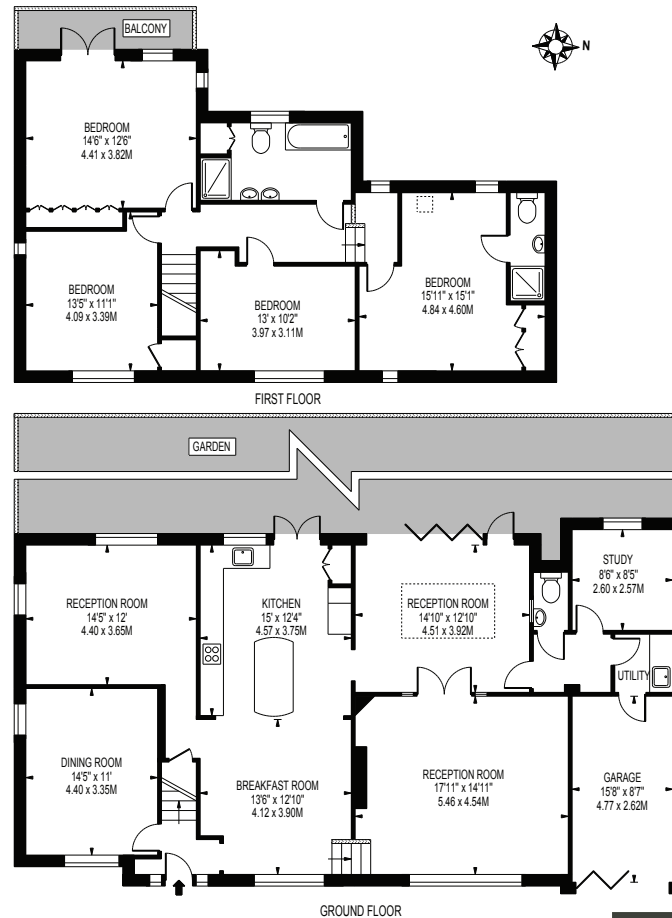 BALCONY
N
BEDROOM
14'6" x 12'6"
4.41 x 3.82M
BEDROOM
13'5" x 11'1"
4.09 x 3.39M
BEDROOM
13' x 10'2"
3.97 x 3.11M
BEDROOM
15'11" x 15'1"
4.84 x 4.60M
FIRST FLOOR
GARDEN
RECEPTION ROOM
14'5" x 12'
4.40 x 3.65M
KITCHEN
15' x 12'4"
4.57 x 3.75M
RECEPTION ROOM
14'10" x 12'10"
4.51 x 3.92M
STUDY
8'6" x 8'5"
2.60 x 2.57M
UTILITY
DINING ROOM
14'5" x 11'
4.40 x 3.35M
BREAKFAST ROOM
13'6" x 12'10"
4.12 x 3.90M
RECEPTION ROOM
17'11" x 14'11"
5.46 x 4.54M
GARAGE
15'8" x 8'7"
4.77 x 2.62M
GROUND FLOOR